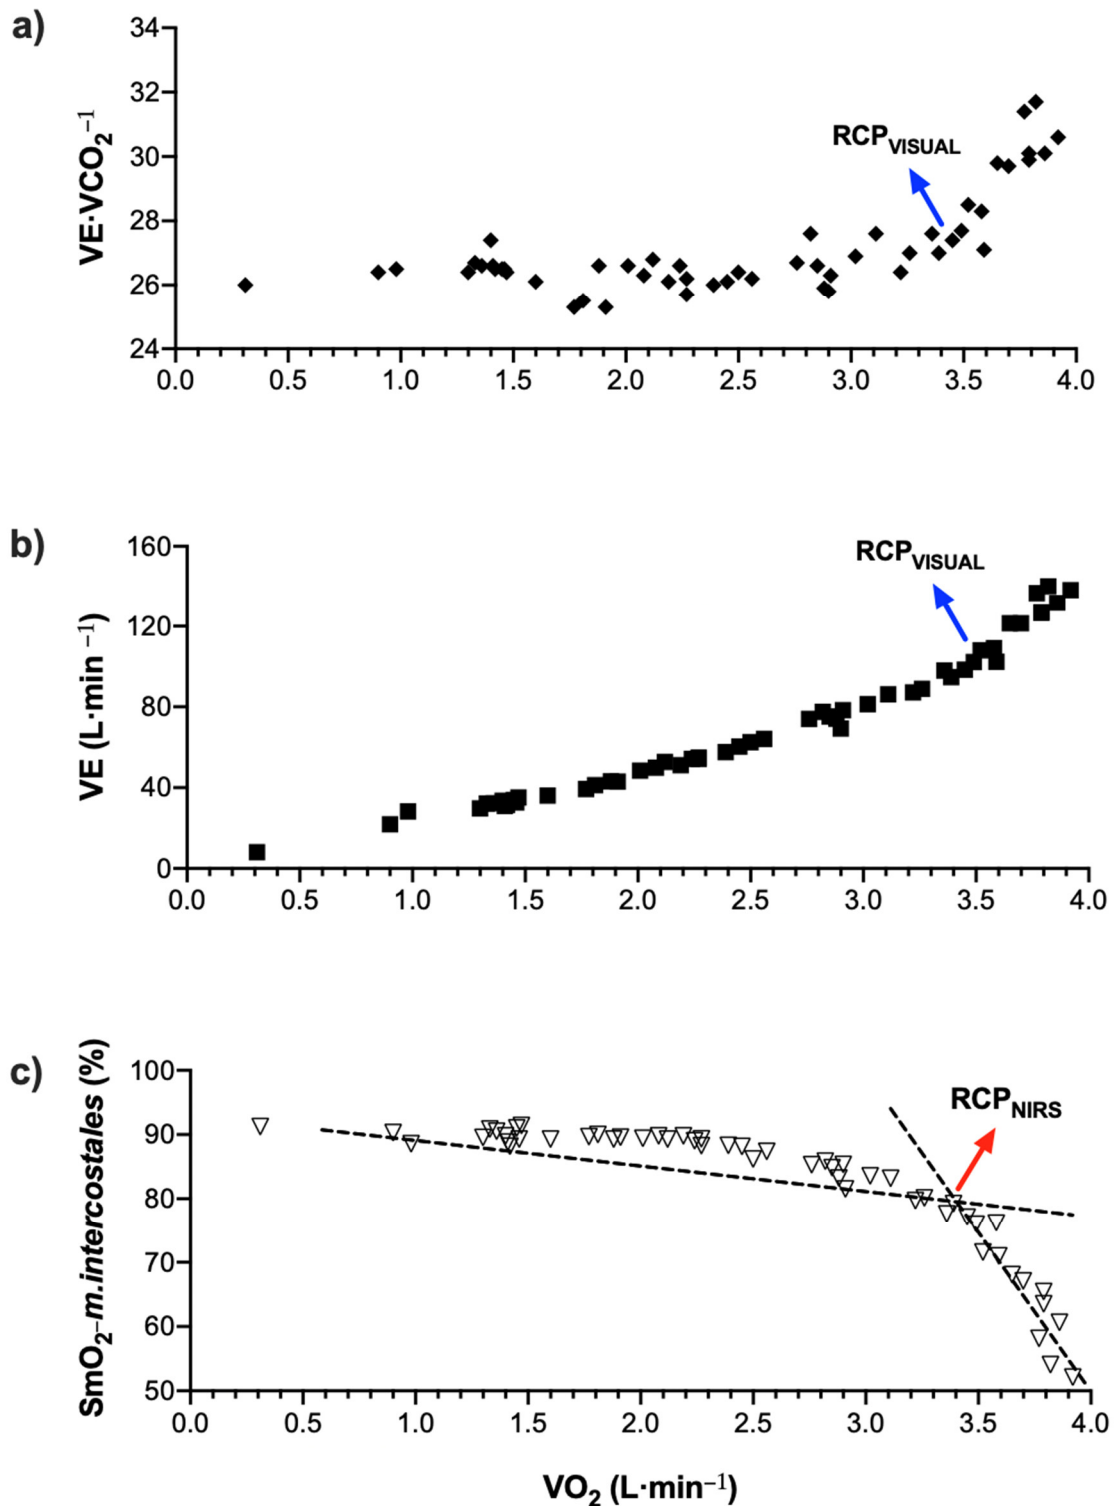 a)
VE·VCO₂⁻¹
34
32
30
28
26
24
RCP_VISUAL
0.0 0.5 1.0 1.5 2.0 2.5 3.0 3.5 4.0
b)
VE (L·min ⁻¹)
160
120
80
40
0
RCP_VISUAL
0.0 0.5 1.0 1.5 2.0 2.5 3.0 3.5 4.0
c)
SmO₂–m.intercostales (%)
100
90
80
70
60
50
RCP_NIRS
0.0 0.5 1.0 1.5 2.0 2.5 3.0 3.5 4.0
VO₂ (L·min⁻¹)